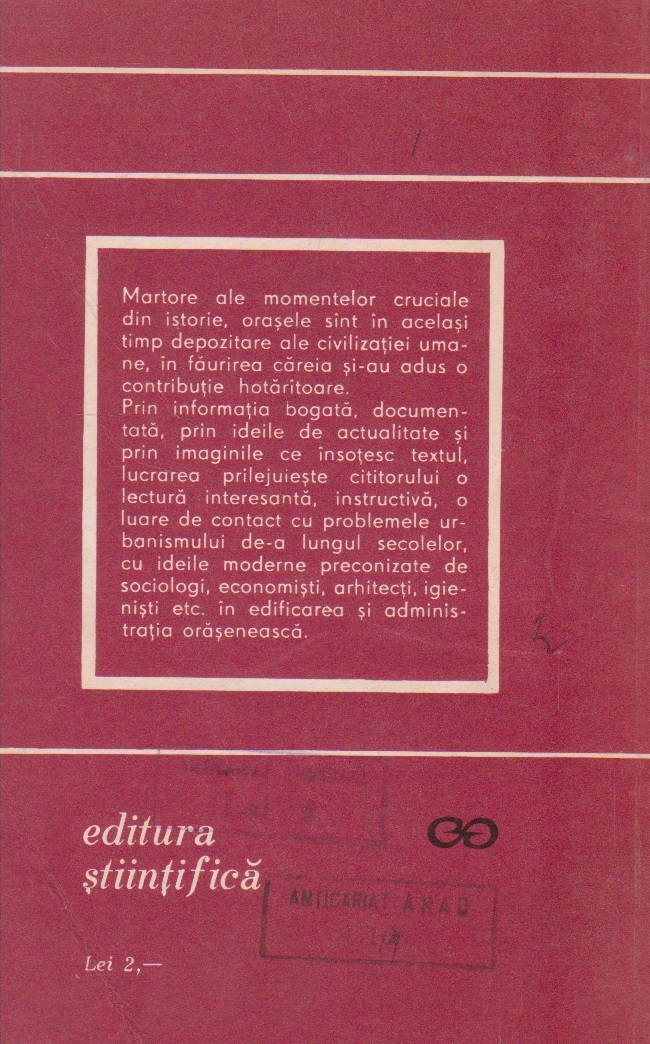 Martore ale momentelor cruciale
din istorie, orașele sînt în același
timp depozitare ale civilizației uma-
ne, în făurirea căreia și-au adus o
contribuție hotărîtoare.
Prin informația bogată, documen-
tată, prin ideile de actualitate și
prin imaginile ce însoțesc textul,
lucrarea prilejuiește cititorului o
lectură interesantă, instructivă, o
luare de contact cu problemele ur-
banismului de-a lungul secolelor,
cu ideile moderne preconizate de
sociologi, economiști, arhitecți, igie-
niști etc. în edificarea și adminis-
trația orășenească.
editura
științifică
ANTICARIAT ARAD
Lei 2,—